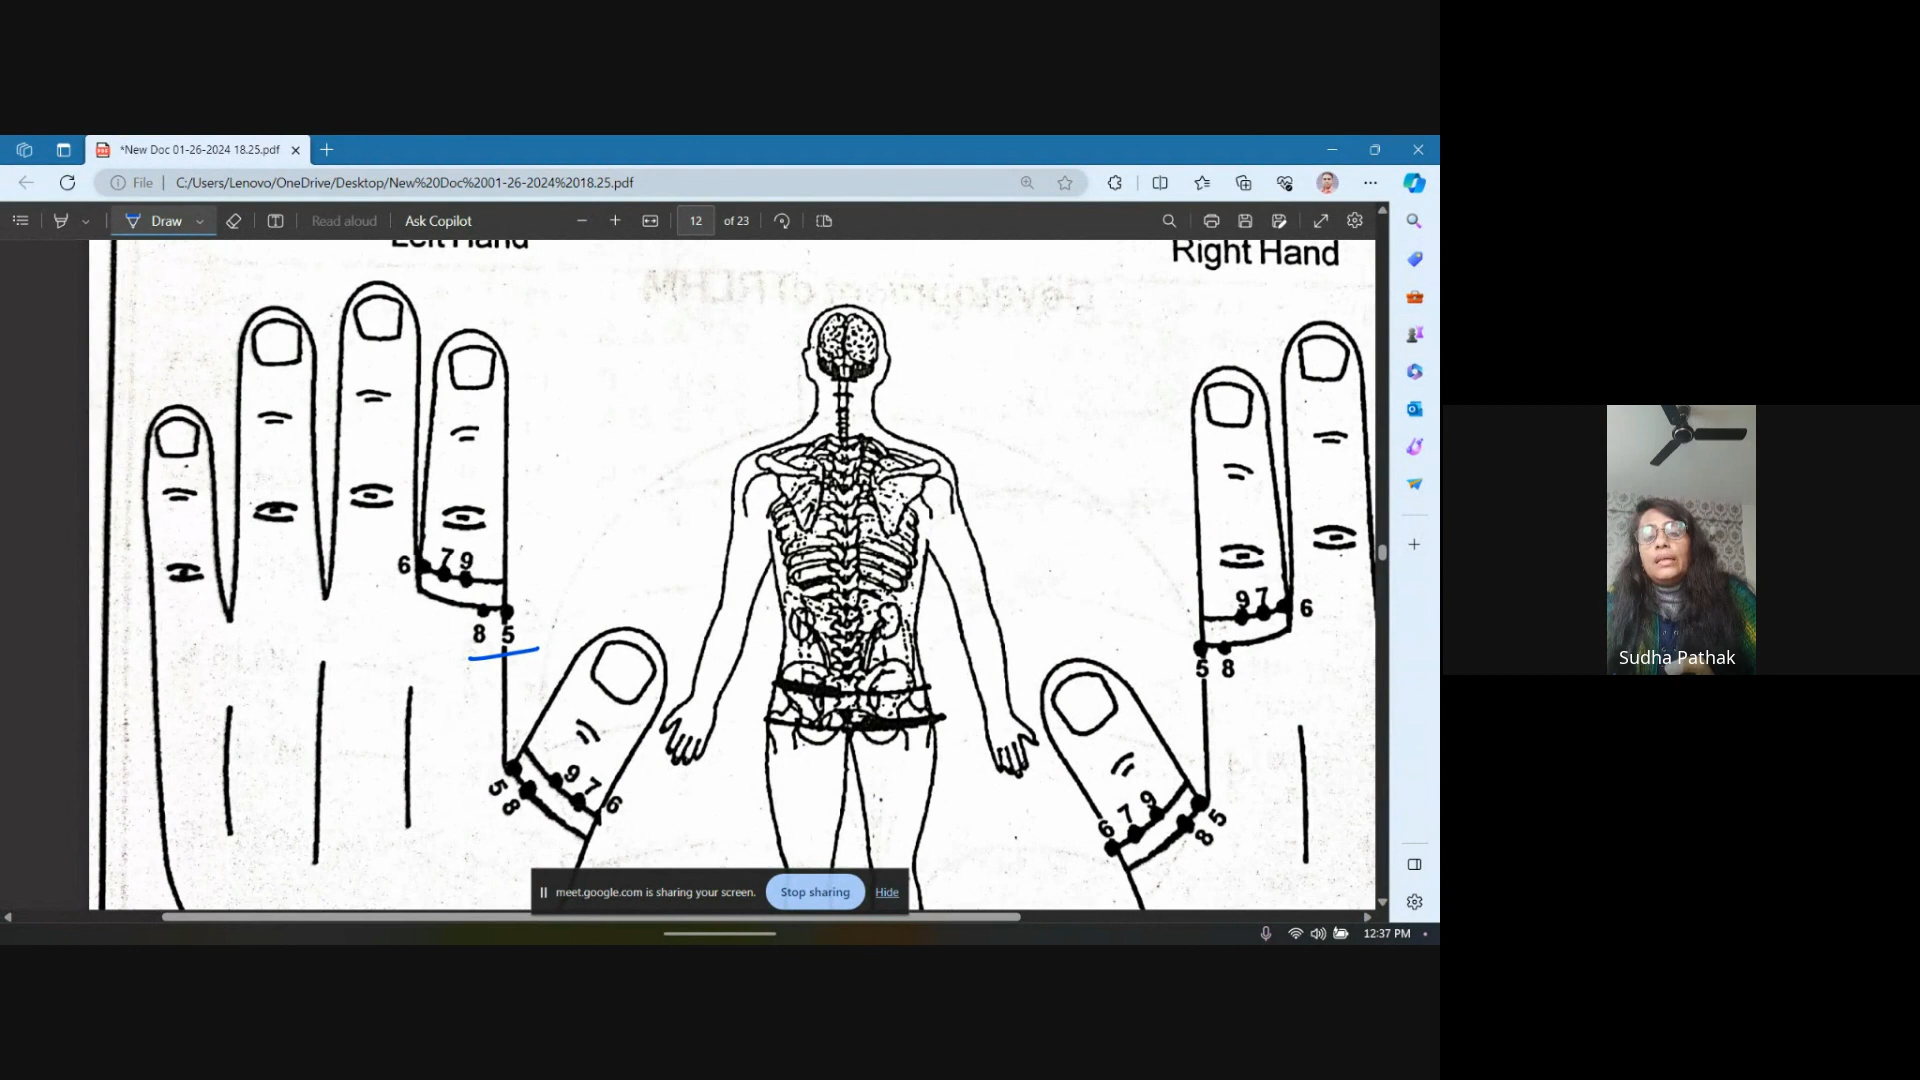 *New Doc 01-26-2024 18.25.pdf
File
C:/Users/Lenovo/OneDrive/Desktop/New%20Doc%2001-26-2024%2018.25.pdf
Draw
Read aloud
Ask Copilot
12 of 23
Left Hand
Right Hand
6 7 9
8 5
9 7 6
5 8
5 8
9 7 6
6 7 9
8 5
Sudha Pathak
meet.google.com is sharing your screen.
Stop sharing
Hide
12:37 PM